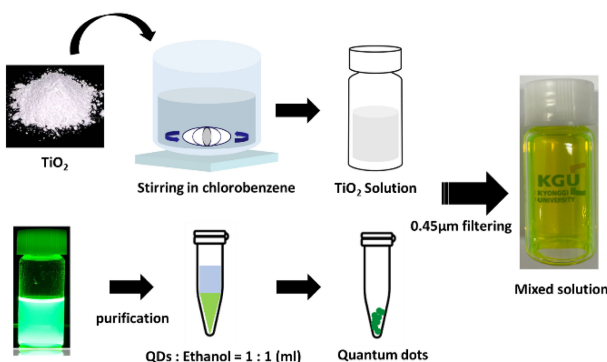 TiO₂
Stirring in chlorobenzene
TiO₂ Solution
0.45μm filtering
KGU
KYONGGI
UNIVERSITY
Mixed solution
purification
QDs : Ethanol = 1 : 1 (ml)
Quantum dots